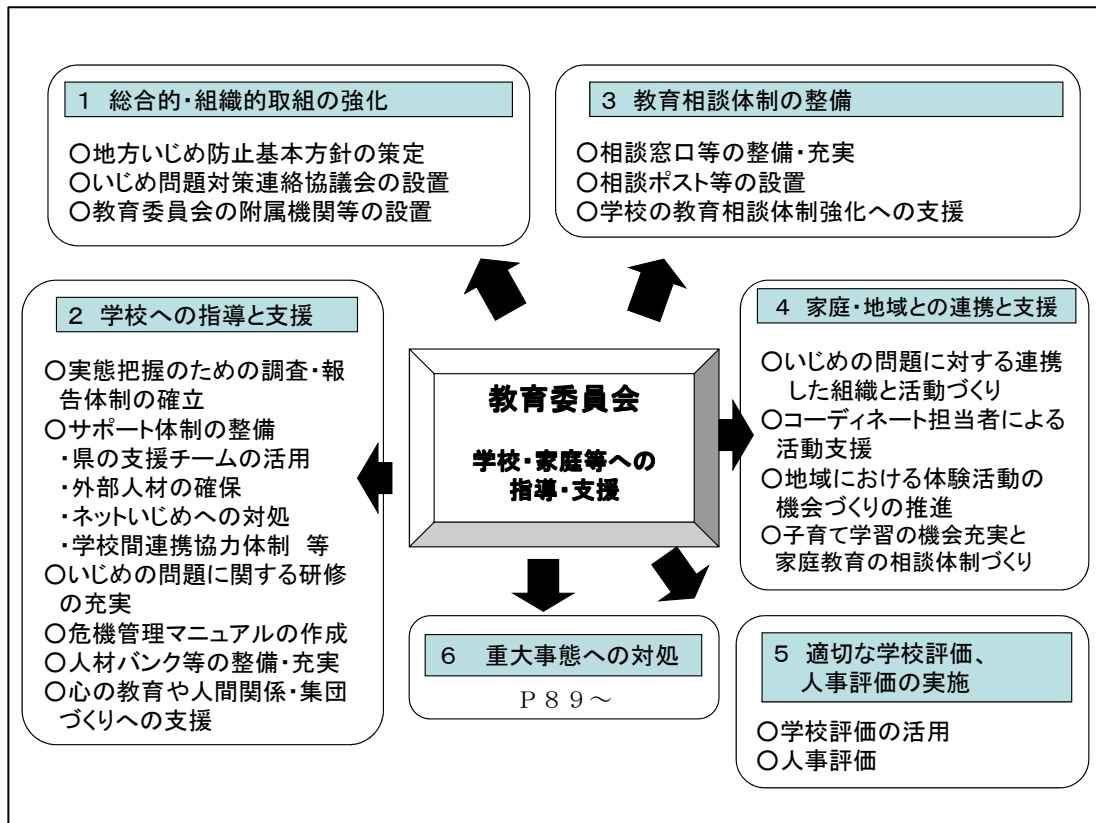 1 総合的・組織的取組の強化
○地方いじめ防止基本方針の策定
○いじめ問題対策連絡協議会の設置
○教育委員会の附属機関等の設置
2 学校への指導と支援
○実態把握のための調査・報
告体制の確立
○サポート体制の整備
・県の支援チームの活用
・外部人材の確保
・ネットいじめへの対処
・学校間連携協力体制 等
○いじめの問題に関する研修
の充実
○危機管理マニュアルの作成
○人材バンク等の整備・充実
○心の教育や人間関係・集団
づくりへの支援
3 教育相談体制の整備
○相談窓口等の整備・充実
○相談ポスト等の設置
○学校の教育相談体制強化への支援
教育委員会
学校・家庭等への
指導・支援
4 家庭・地域との連携と支援
○いじめの問題に対する連携
した組織と活動づくり
○コーディネート担当者による
活動支援
○地域における体験活動の
機会づくりの推進
○子育て学習の機会充実と
家庭教育の相談体制づくり
5 適切な学校評価、
人事評価の実施
○学校評価の活用
○人事評価
6 重大事態への対処
P89～